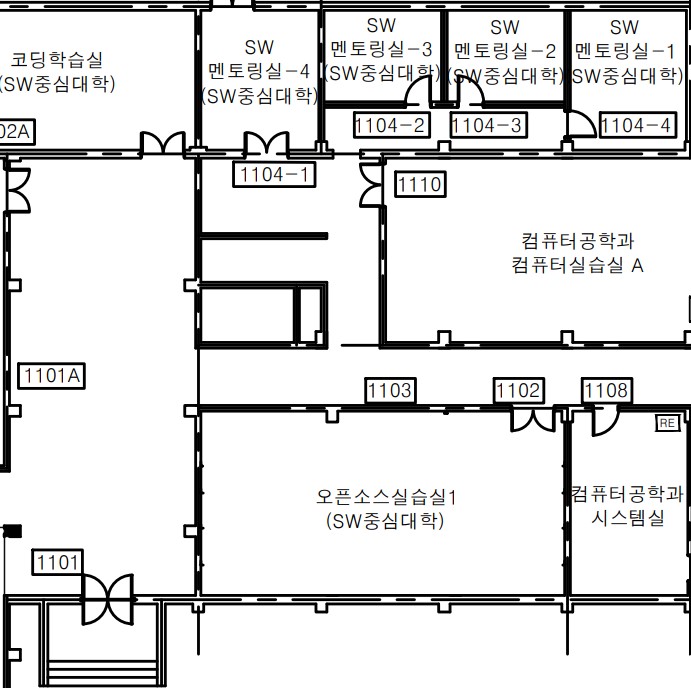 코딩학습실
(SW중심대학)
SW
멘토링실-4
(SW중심대학)
SW
멘토링실-3
(SW중심대학)
SW
멘토링실-2
(SW중심대학)
SW
멘토링실-1
(SW중심대학)
02A
1104-2
1104-3
1104-4
1104-1
1110
컴퓨터공학과
컴퓨터실습실 A
1101A
1103
1102
1108
RE
오픈소스실습실1
(SW중심대학)
컴퓨터공학과
시스템실
1101